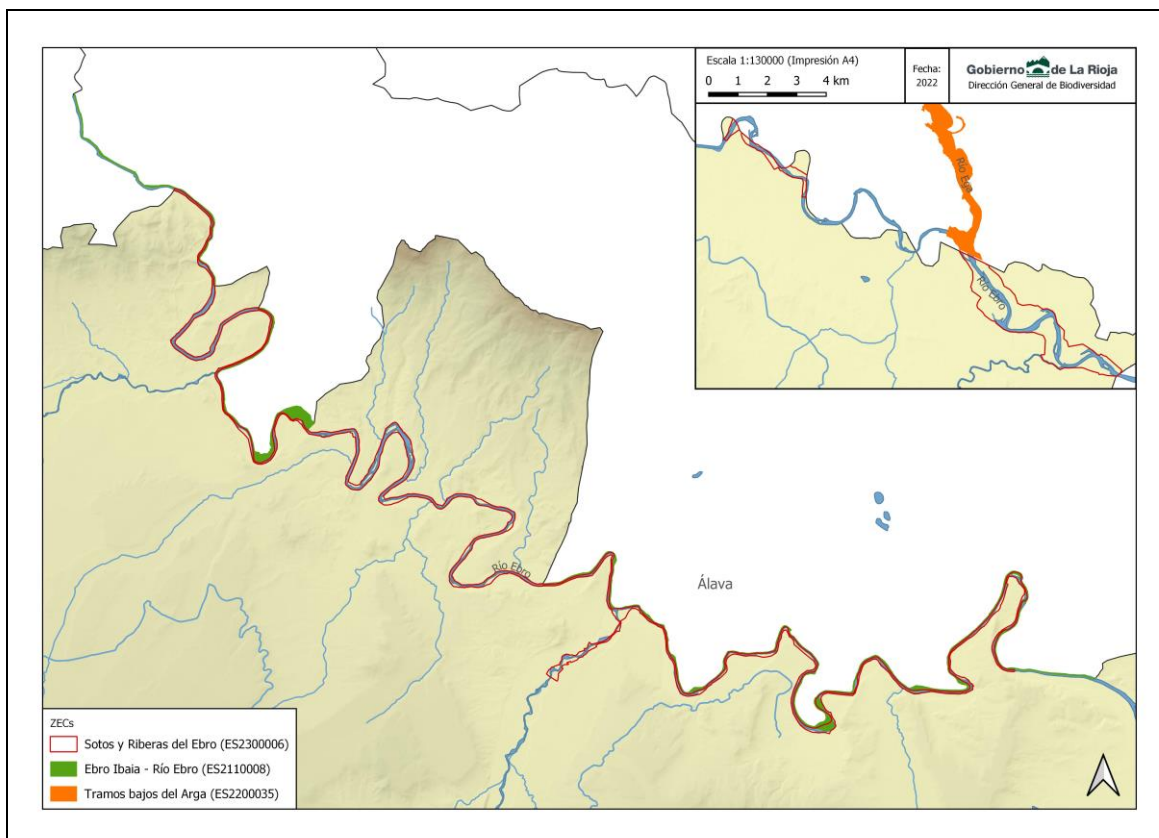 Escala 1:130000 (Impresión A4)
0 1 2 3 4 km
Fecha:
2022
Gobierno de La Rioja
Dirección General de Biodiversidad
Río Ega
Río Ebro
Río Ebro
Álava
ZECs
Sotos y Riberas del Ebro (ES2300006)
Ebro Ibaia - Río Ebro (ES2110008)
Tramos bajos del Arga (ES2200035)